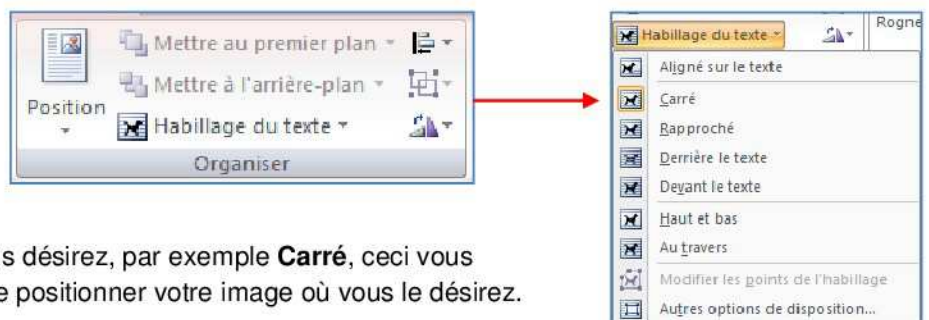 Mettre au premier plan
Mettre à l'arrière-plan
Position
Habillage du texte
Organiser
Habillage du texte
Rogne
Aligné sur le texte
Carré
Rapproché
Derrière le texte
Devant le texte
Haut et bas
Au travers
Modifier les points de l'habillage
Autres options de disposition...
s désirez, par exemple Carré, ceci vous
e positionner votre image où vous le désirez.